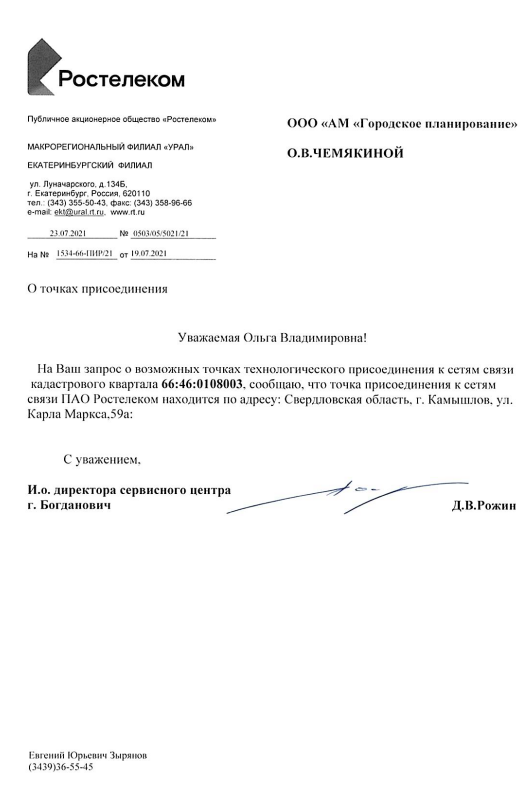 Ростелеком
Публичное акционерное общество «Ростелеком»
МАКРОРЕГИОНАЛЬНЫЙ ФИЛИАЛ «УРАЛ»
ЕКАТЕРИНБУРГСКИЙ ФИЛИАЛ
ул. Луначарского, д.134Б,
г. Екатеринбург, Россия, 620110
тел.: (343) 355-50-43, факс: (343) 358-96-66
e-mail: ekt@ural.rt.ru, www.rt.ru
23.07.2021 № 0503/05/5021/21
На № 1534-66-ПИР/21 от 19.07.2021
ООО «АМ «Городское планирование»
О.В.ЧЕМЯКИНОЙ
О точках присоединения
Уважаемая Ольга Владимировна!
На Ваш запрос о возможных точках технологического присоединения к сетям связи
кадастрового квартала 66:46:0108003, сообщаю, что точка присоединения к сетям
связи ПАО Ростелеком находится по адресу: Свердловская область, г. Камышлов, ул.
Карла Маркса,59а:
С уважением,
И.о. директора сервисного центра
г. Богданович Д.В.Рожин
Евгений Юрьевич Зырянов
(3439)36-55-45